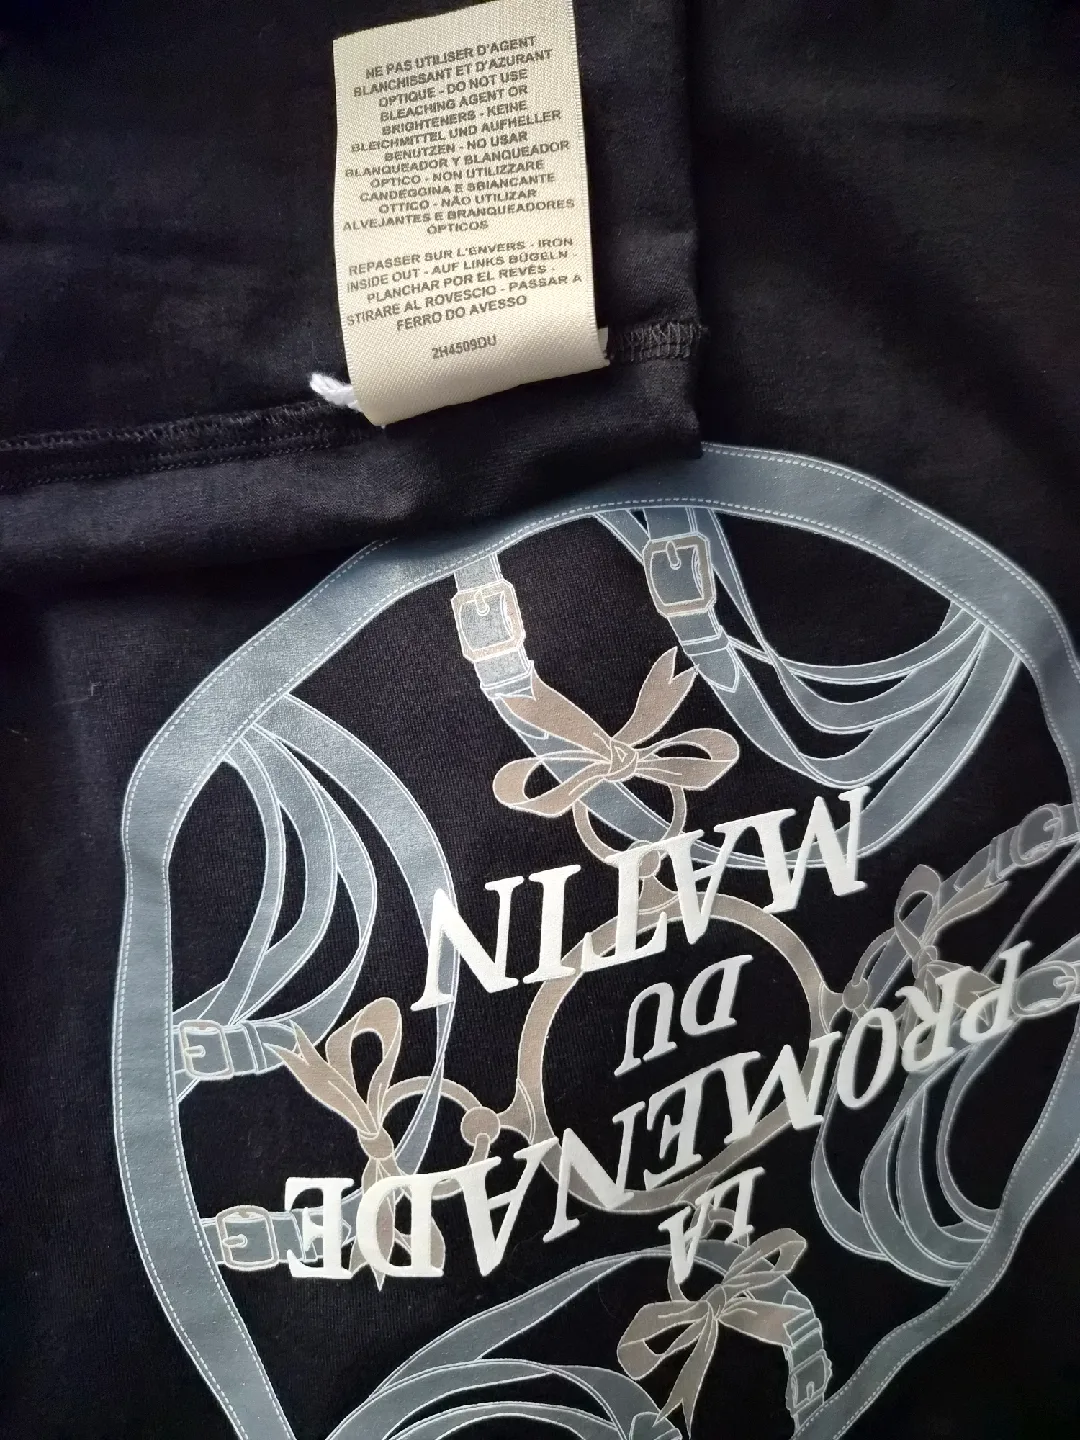 NE PAS UTILISER D'AGENT
BLANCHISSANT ET D'AZURANT
OPTIQUE - DO NOT USE
BLEACHING AGENT OR
BRIGHTENERS - KEINE
BLEICHMITTEL UND AUFHELLER
BENUTZEN - NO USAR
BLANQUEADOR Y BLANQUEADOR
ÓPTICO - NON UTILIZZARE
CANDEGGINA E SBIANCANTE
OTTICO - NÃO UTILIZAR
ALVEJANTES E BRANQUEADORES
ÓPTICOS
REPASSER SUR L'ENVERS - IRON
INSIDE OUT - AUF LINKS BÜGELN -
PLANCHAR POR EL REVÉS -
STIRARE AL ROVESCIO - PASSAR A
FERRO DO AVESSO
2H4509DU
LA
PROMENADE
DU
MATIN